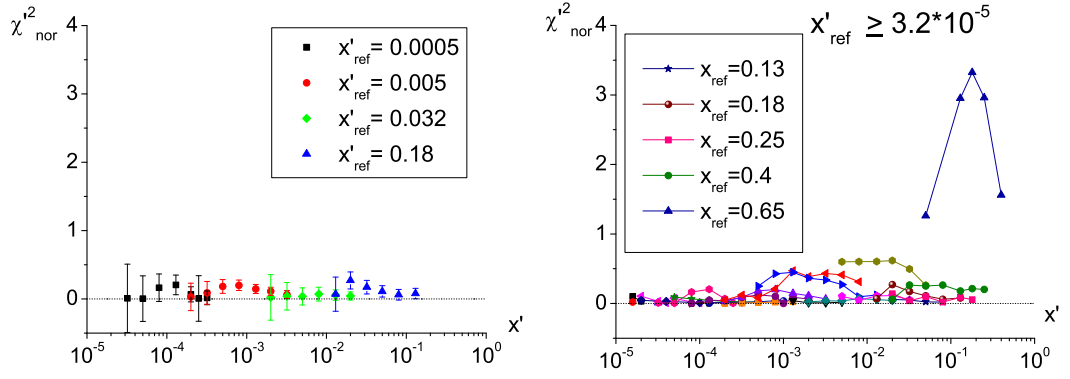 χ'²nor
4
3
2
1
0
10⁻⁵ 10⁻⁴ 10⁻³ 10⁻² 10⁻¹ 10⁰
x'
x'ref= 0.0005
x'ref= 0.005
x'ref= 0.032
x'ref= 0.18
χ'²nor
x'ref ≥ 3.2*10⁻⁵
4
3
2
1
0
10⁻⁵ 10⁻⁴ 10⁻³ 10⁻² 10⁻¹ 10⁰
x'
xref=0.13
xref=0.18
xref=0.25
xref=0.4
xref=0.65